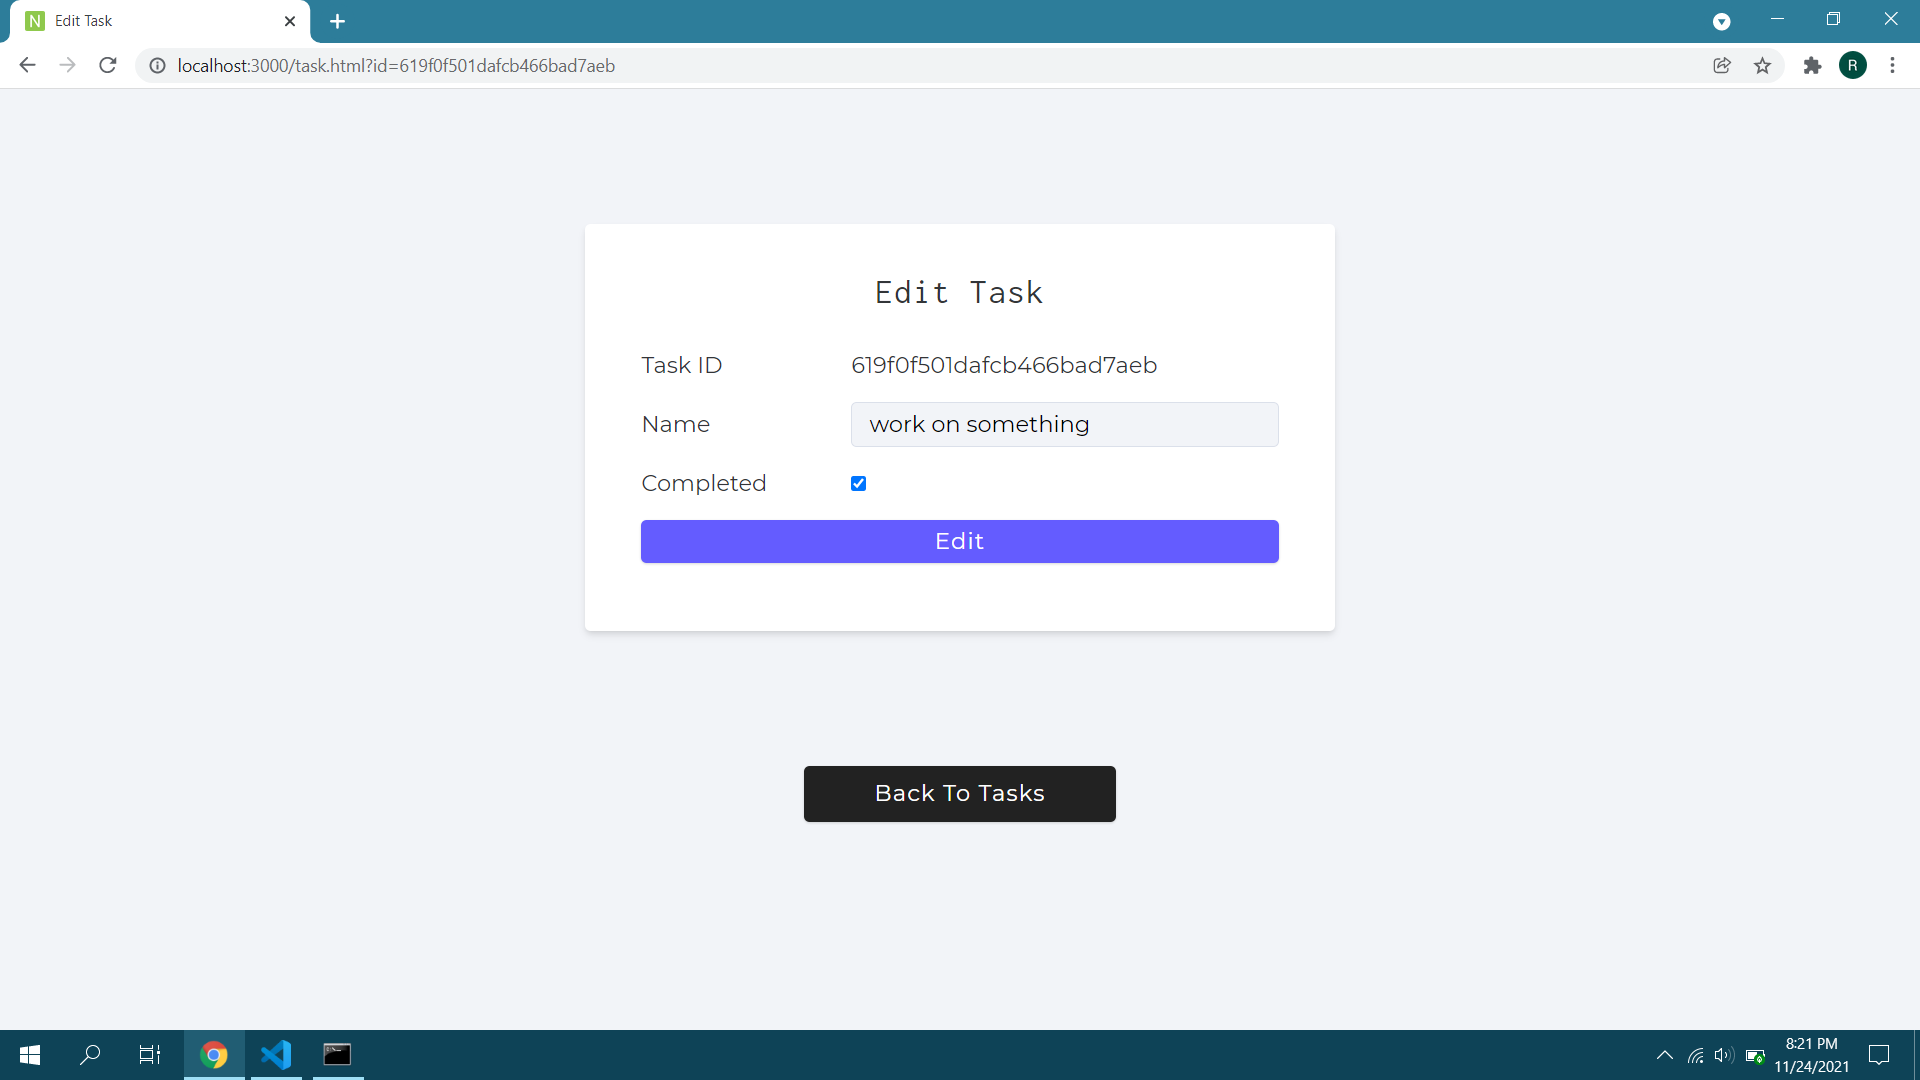 N Edit Task
localhost:3000/task.html?id=619f0f501dafcb466bad7aeb
R
Edit Task
Task ID 619f0f501dafcb466bad7aeb
Name work on something
Completed
Edit
Back To Tasks
8:21 PM
11/24/2021